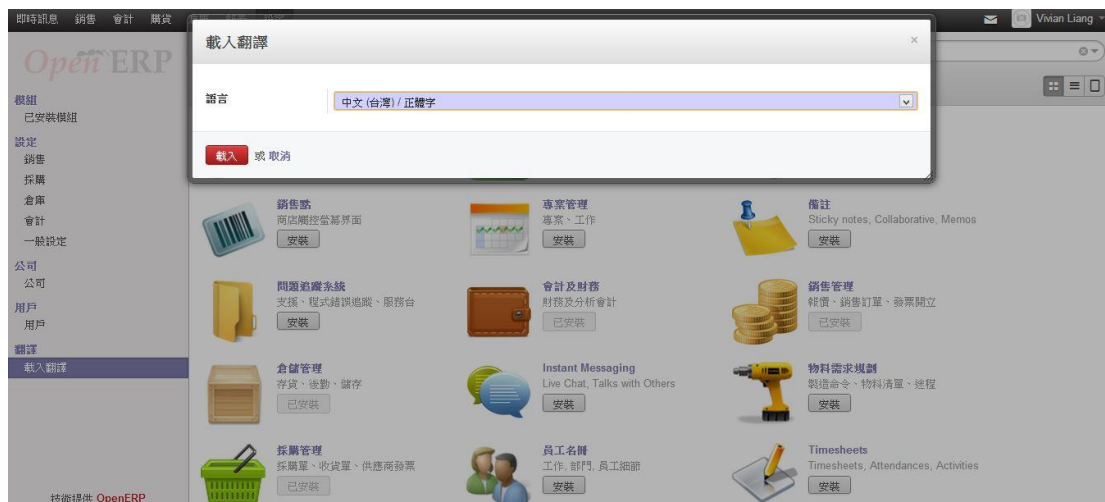 即時訊息 銷售 會計 購貨
Vivian Liang
Open ERP
載入翻譯
×
語言
中文 (台灣) / 正體字
載入 或 取消
模組
已安裝模組
設定
銷售
採購
倉庫
會計
一般設定
公司
公司
用戶
用戶
翻譯
載入翻譯
技術提供 OpenERP
銷售點
商店觸控螢幕界面
安裝
專案管理
專案、工作
安裝
備註
Sticky notes, Collaborative, Memos
安裝
問題追蹤系統
支援、程式錯誤追蹤、服務台
安裝
會計及財務
財務及分析會計
已安裝
銷售管理
報價、銷售訂單、發票開立
已安裝
倉儲管理
存貨、後勤、儲存
已安裝
Instant Messaging
Live Chat, Talks with Others
安裝
物料需求規劃
製造命令、物料清單、途程
安裝
採購管理
採購單、收貨單、供應商發票
已安裝
員工名冊
工作, 部門, 員工細節
安裝
Timesheets
Timesheets, Attendances, Activities
安裝